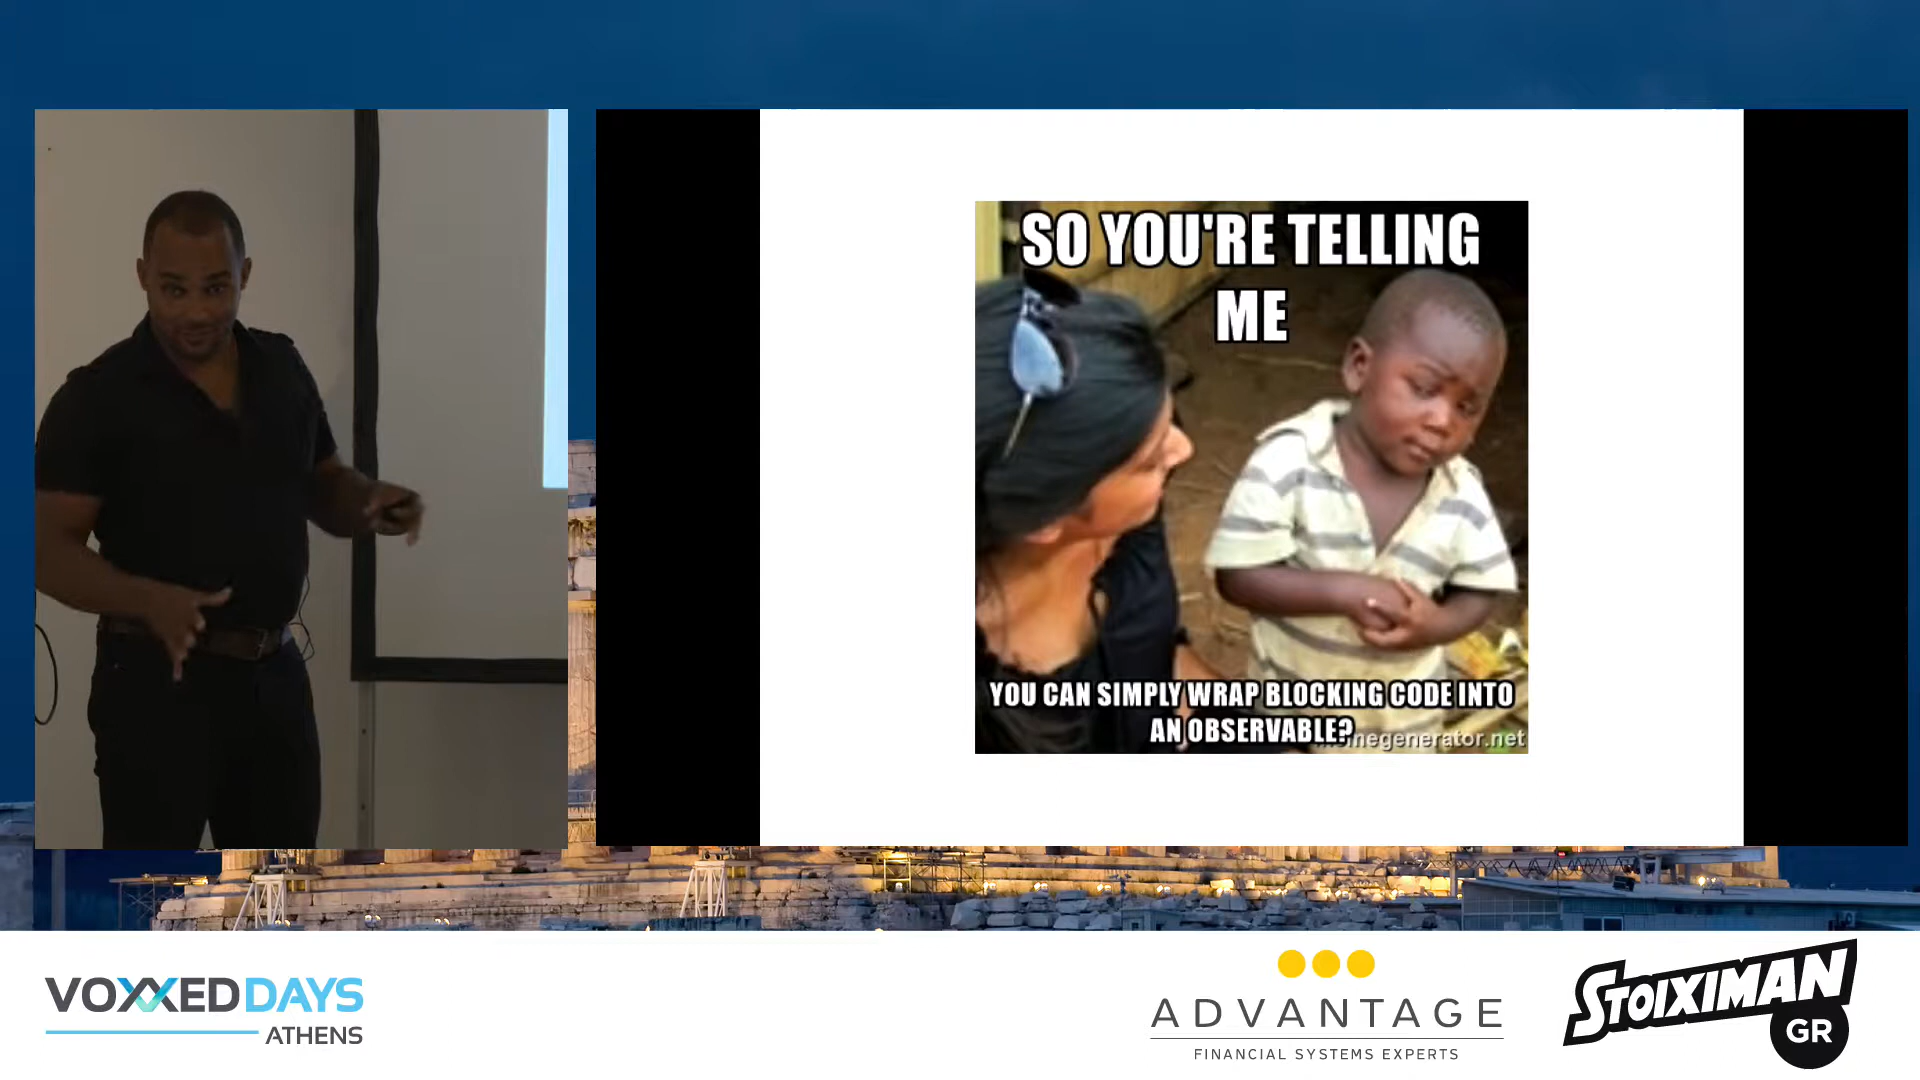 SO YOU'RE TELLING
ME
YOU CAN SIMPLY WRAP BLOCKING CODE INTO
AN OBSERVABLE?
negenerator.net
VOXXEDDAYS
ATHENS
ADVANTAGE
FINANCIAL SYSTEMS EXPERTS
STOIXIMAN
GR